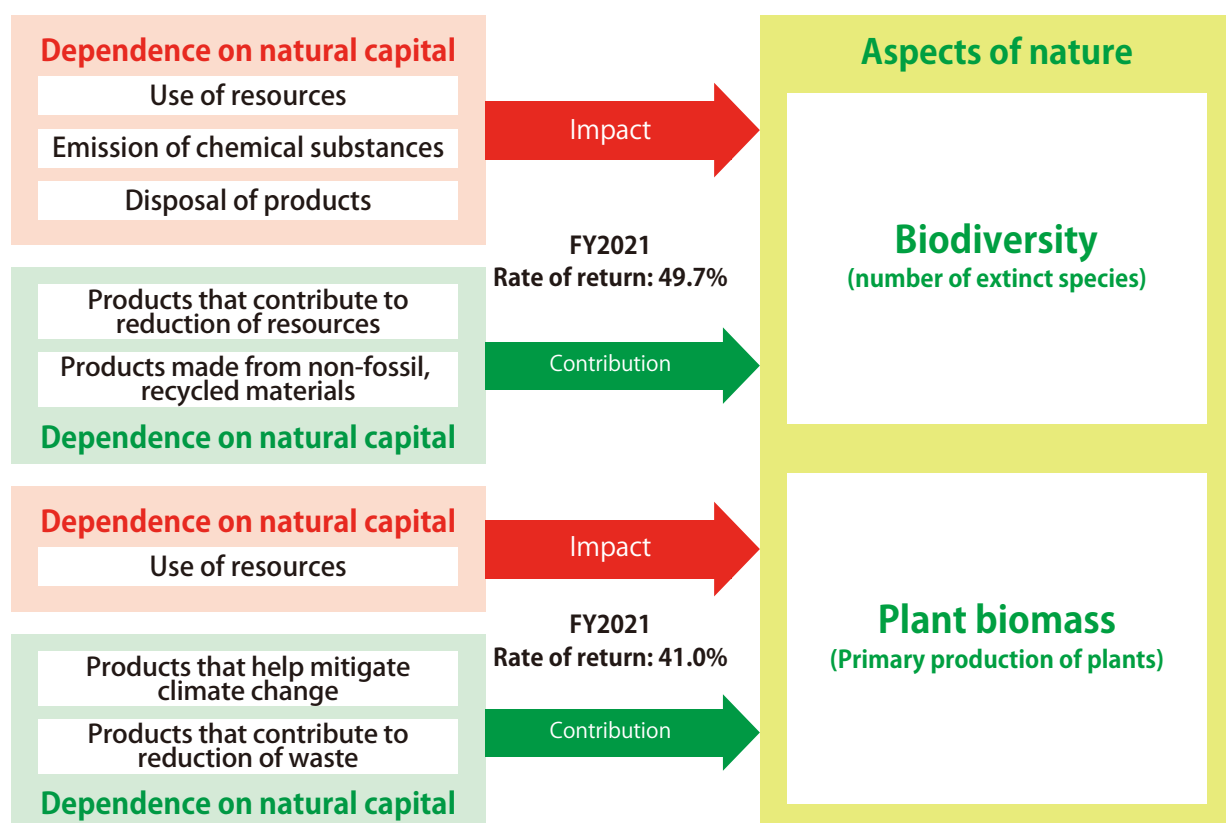 Dependence on natural capital
Use of resources
Emission of chemical substances
Disposal of products
Impact
FY2021
Rate of return: 49.7%
Products that contribute to
reduction of resources
Products made from non-fossil,
recycled materials
Dependence on natural capital
Contribution
Dependence on natural capital
Use of resources
Impact
FY2021
Rate of return: 41.0%
Products that help mitigate
climate change
Products that contribute to
reduction of waste
Dependence on natural capital
Contribution
Aspects of nature
Biodiversity
(number of extinct species)
Plant biomass
(Primary production of plants)